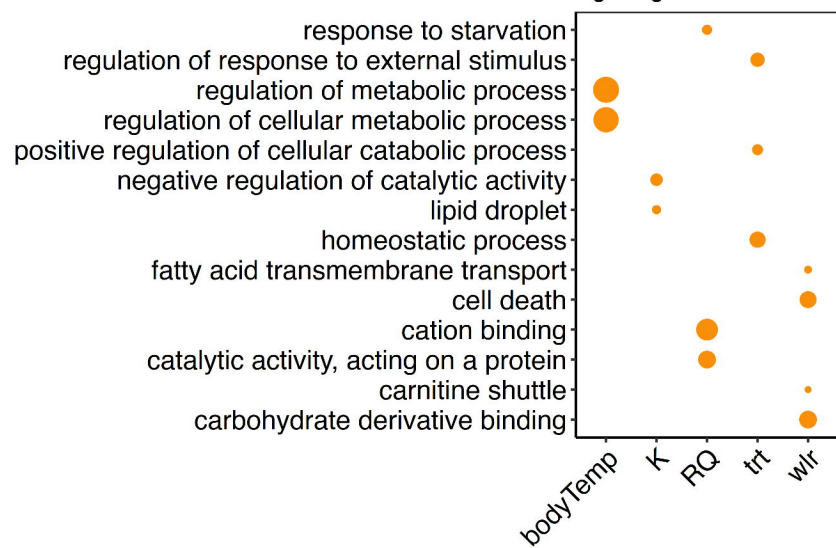 response to starvation
regulation of response to external stimulus
regulation of metabolic process
regulation of cellular metabolic process
positive regulation of cellular catabolic process
negative regulation of catalytic activity
lipid droplet
homeostatic process
fatty acid transmembrane transport
cell death
cation binding
catalytic activity, acting on a protein
carnitine shuttle
carbohydrate derivative binding
bodyTemp
K
RQ
trt
wlr